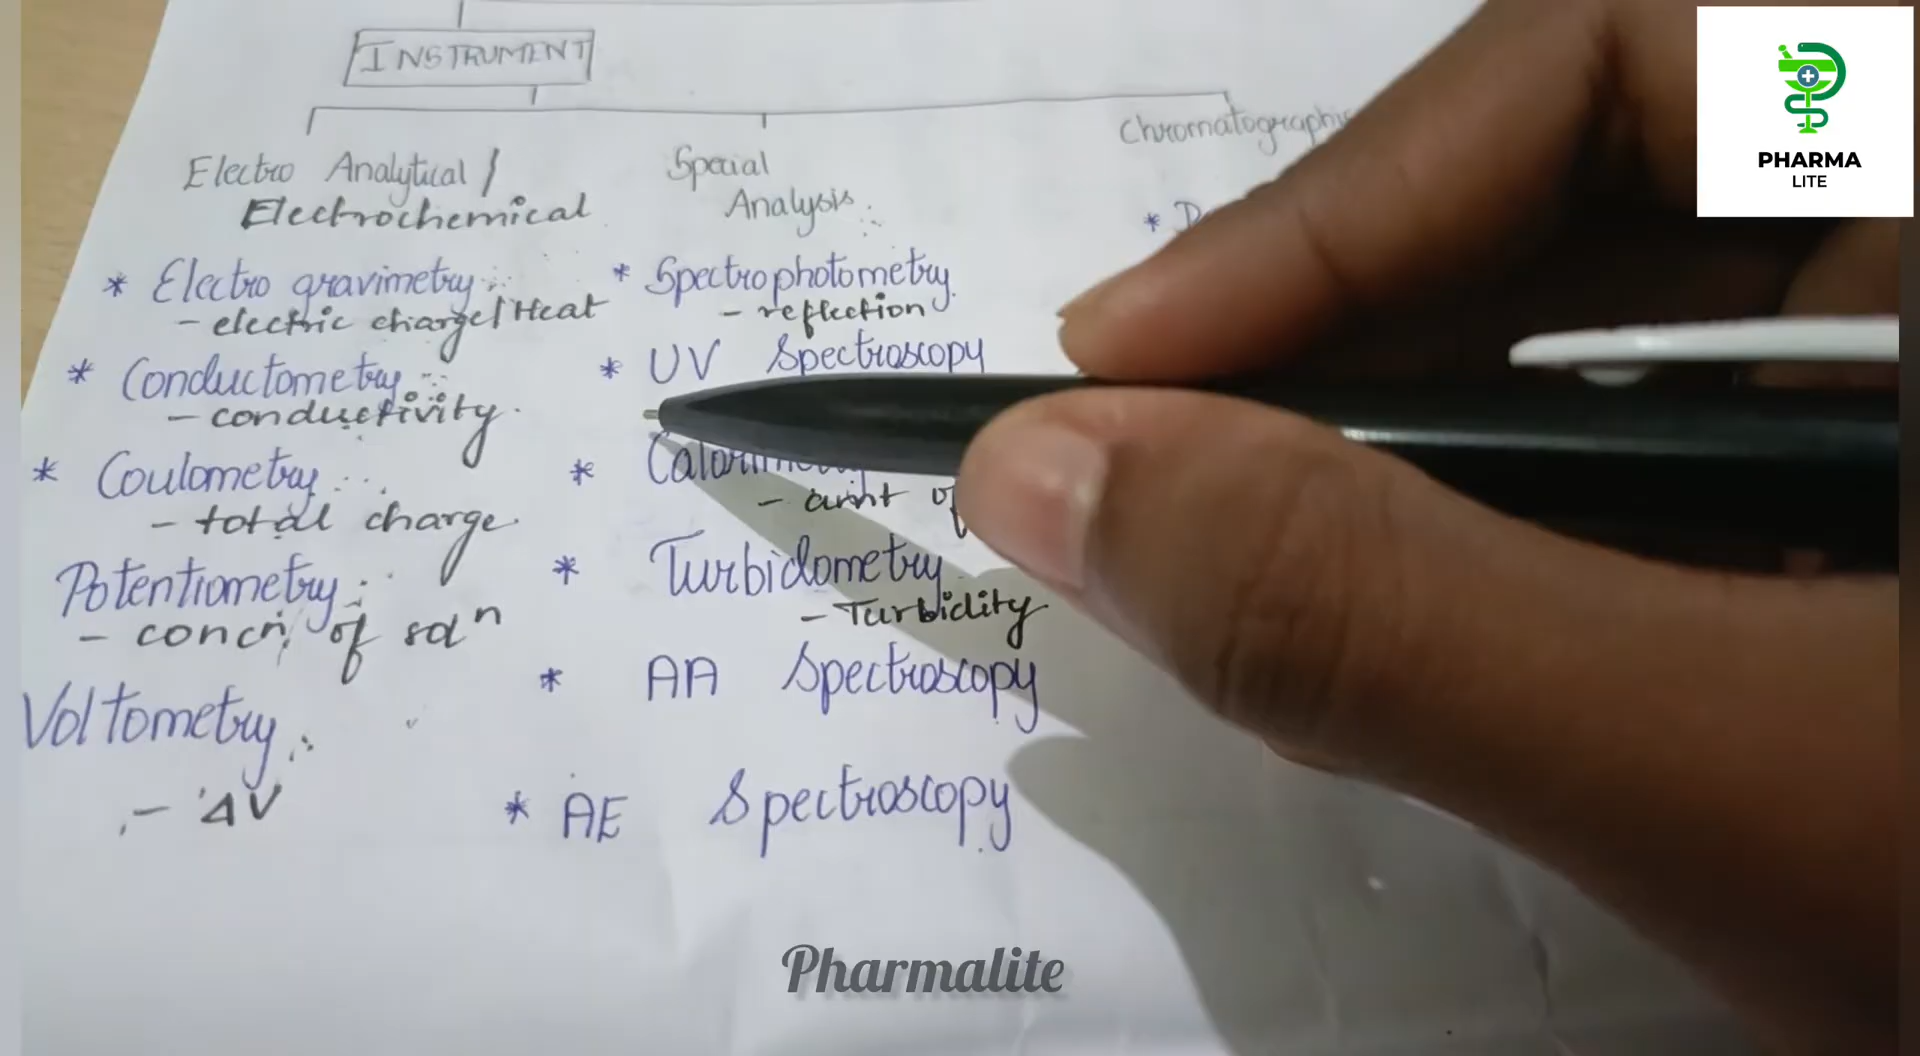 INSTRUMENT
Electro Analytical /
Electrochemical
* Electro gravimetry
- electric charge/Heat
* Conductometry
- conductivity.
* Coulometry
- total charge.
Potentiometry
- concn. of soln
Voltometry
- ΔV
Special
Analysis.
* Spectrophotometry.
- reflection
* UV Spectroscopy
*
- amt of
* Turbidometry
- Turbidity
* AA Spectroscopy
* AE Spectroscopy
Chromatographic
*
PHARMA
LITE
Pharmalite